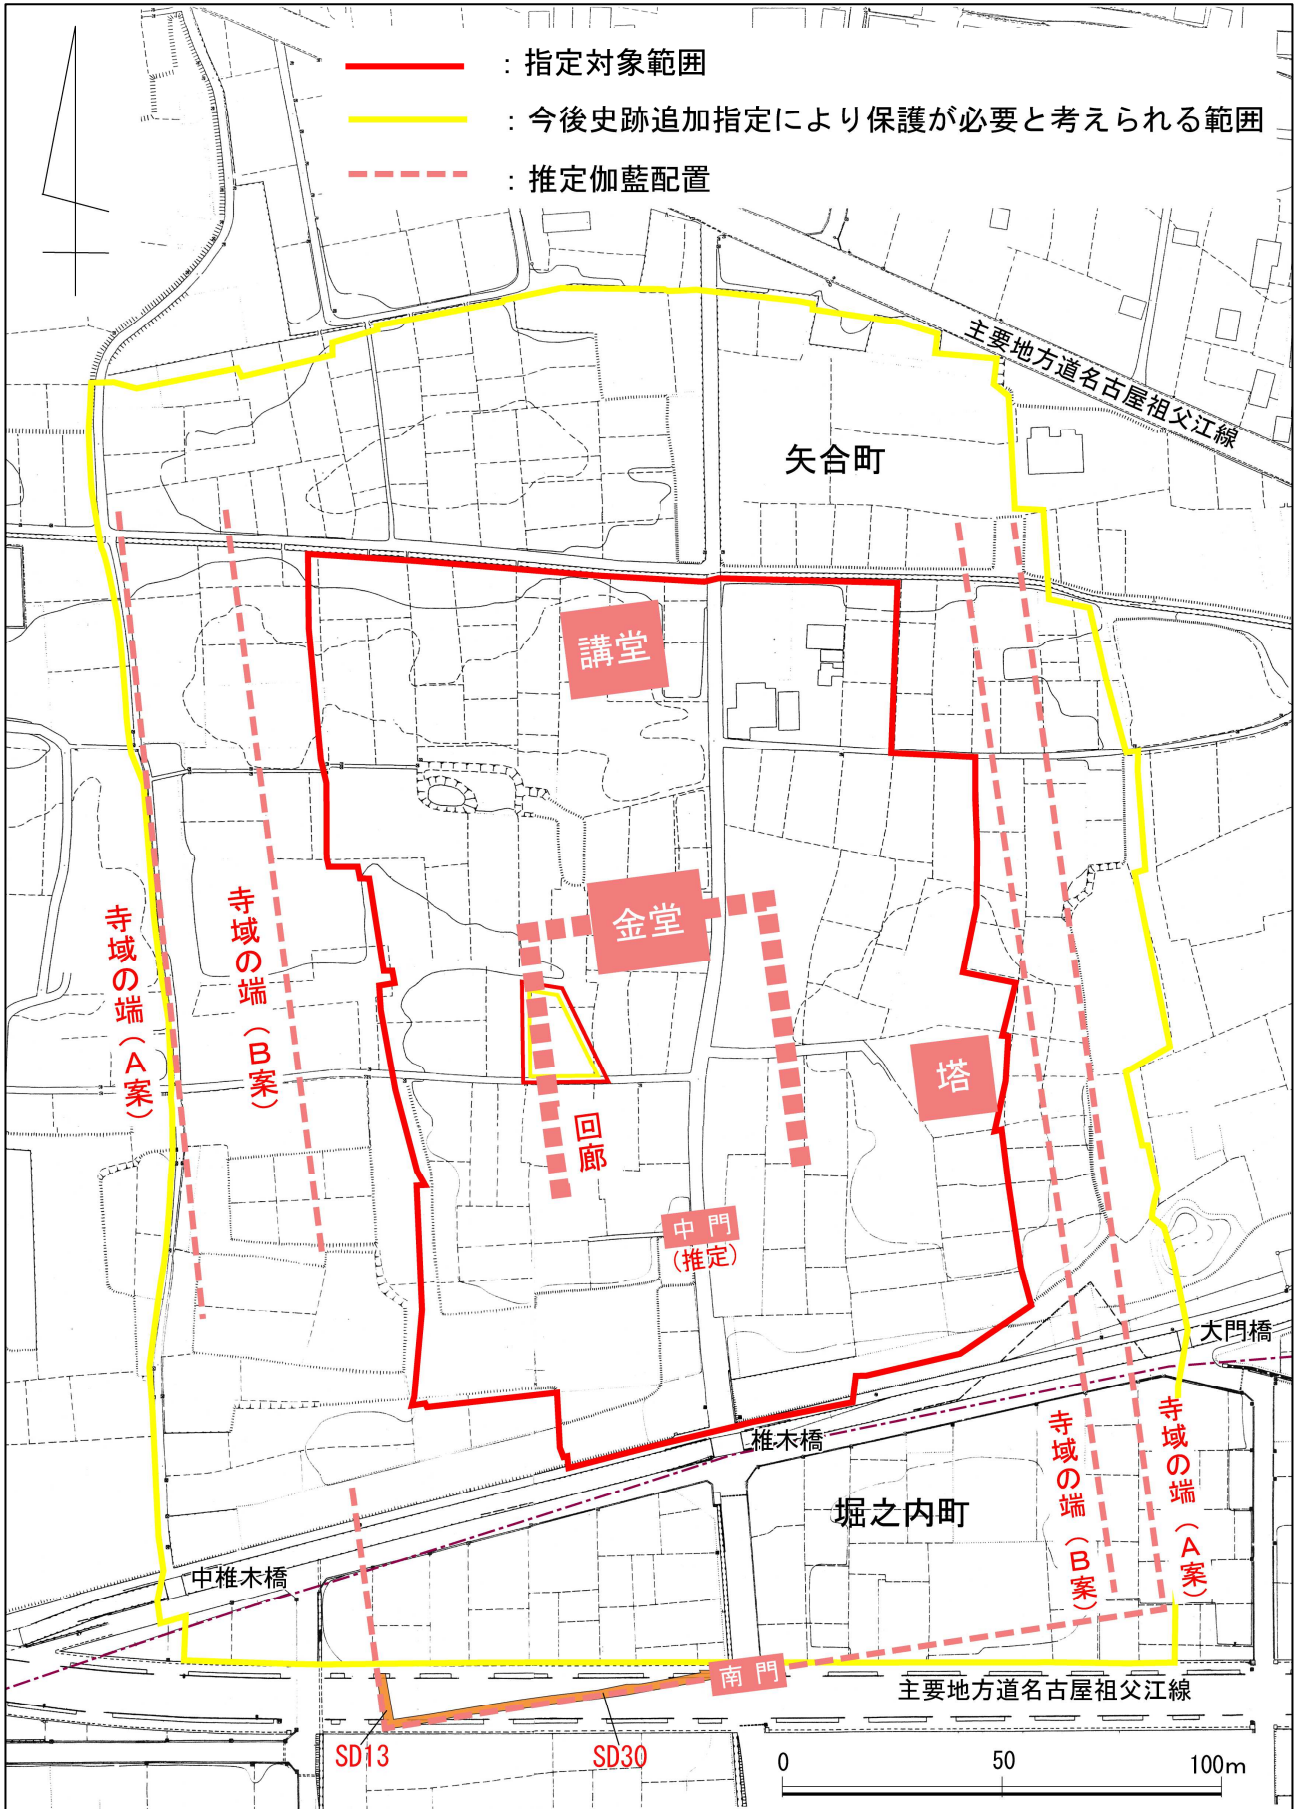 ：指定対象範囲
：今後史跡追加指定により保護が必要と考えられる範囲
：推定伽藍配置
主要地方道名古屋祖父江線
矢合町
講堂
金堂
寺域の端（A案）
寺域の端（B案）
塔
回廊
中門
（推定）
大門橋
椎木橋
寺域の端（B案）
寺域の端（A案）
堀之内町
中椎木橋
南門
主要地方道名古屋祖父江線
SD13
SD30
0 50 100m